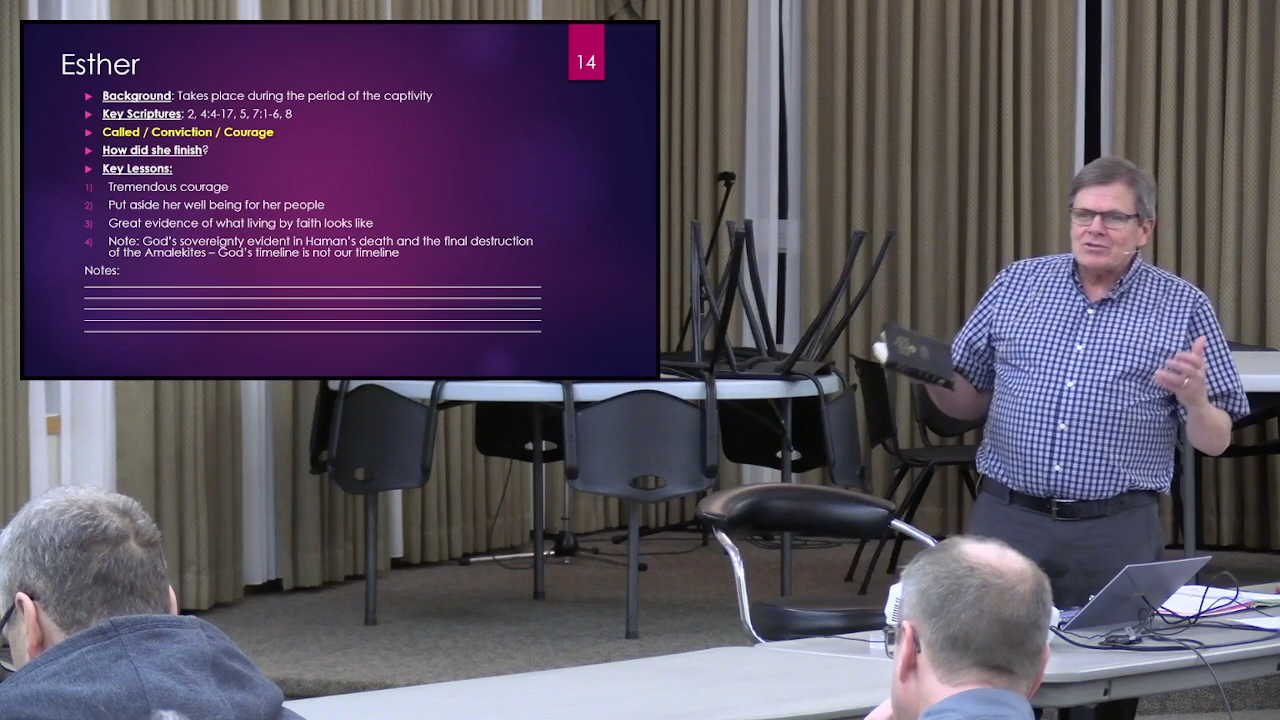 Esther
14
Background: Takes place during the period of the captivity
Key Scriptures: 2, 4:4-17, 5, 7:1-6, 8
Called / Conviction / Courage
How did she finish?
Key Lessons:
1) Tremendous courage
2) Put aside her well being for her people
3) Great evidence of what living by faith looks like
4) Note: God's sovereignty evident in Haman's death and the final destruction
of the Amalekites – God's timeline is not our timeline
Notes: